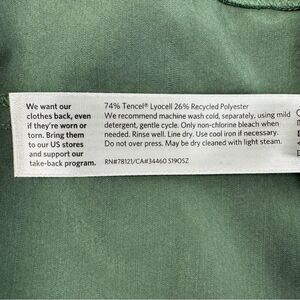 We want our
clothes back, even
if they're worn or
torn. Bring them
to our US stores
and support our
take-back program.
74% Tencel® Lyocell 26% Recycled Polyester
We recommend machine wash cold, separately, using mild
detergent, gentle cycle. Only non-chlorine bleach when
needed. Rinse well. Line dry. Use cool iron if necessary.
Do not over press. May be dry cleaned with light steam.
RN#78121/CA#34460 S19OSZ